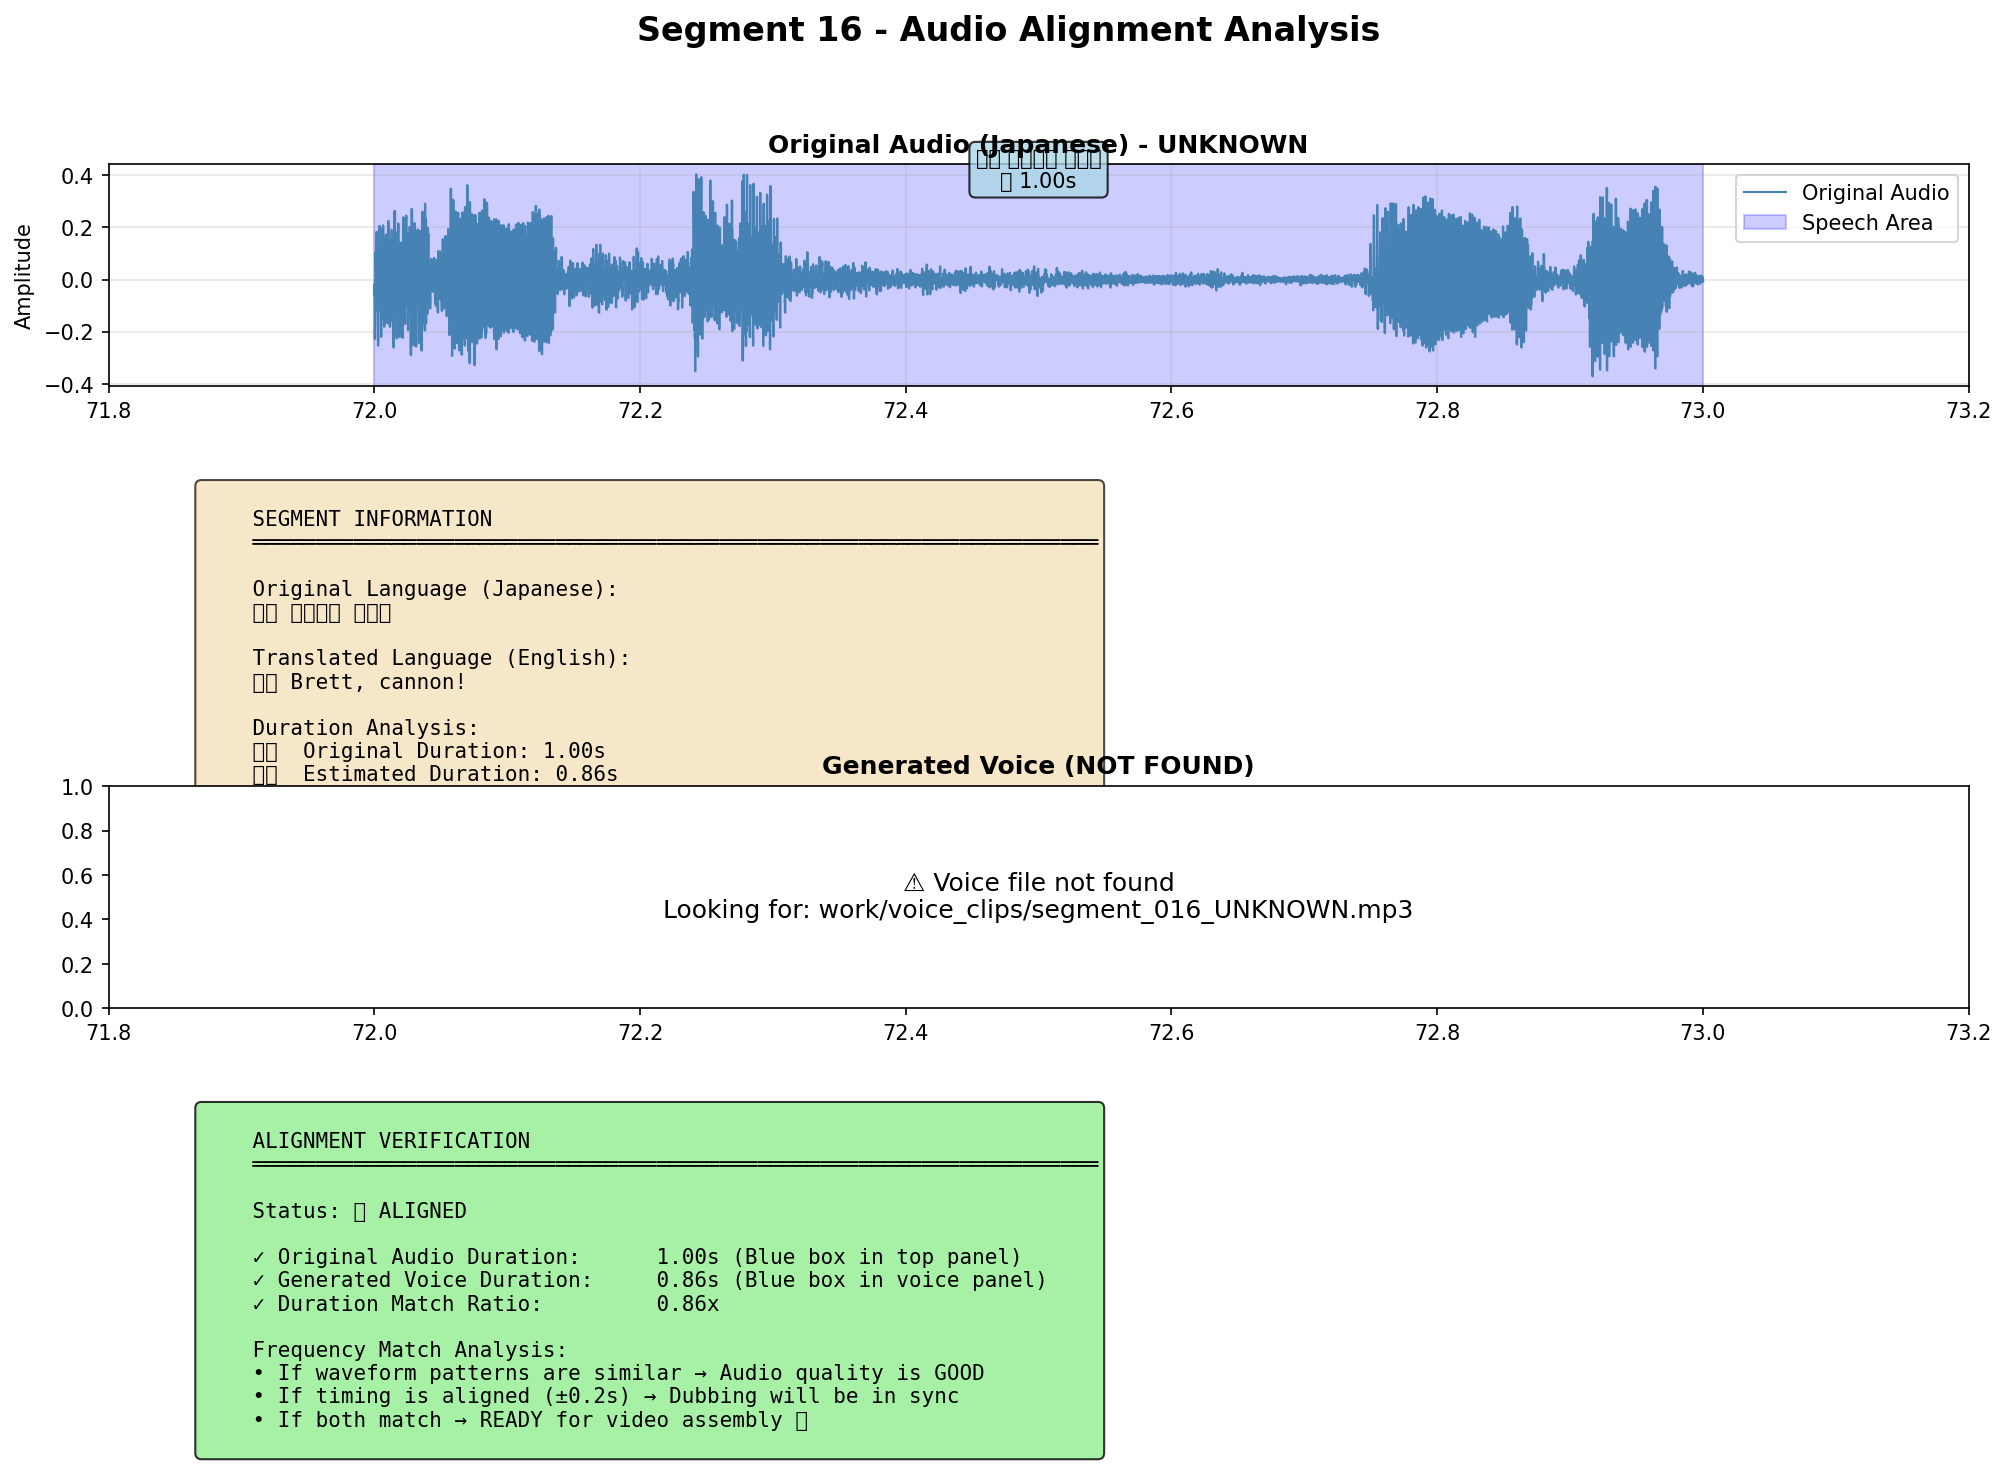 Segment 16 - Audio Alignment Analysis
Original Audio (Japanese) - UNKNOWN
1.00s
Original Audio
Speech Area
Amplitude
0.4
0.2
0.0
−0.2
−0.4
71.8 72.0 72.2 72.4 72.6 72.8 73.0 73.2
SEGMENT INFORMATION
Original Language (Japanese):
Translated Language (English):
Brett, cannon!
Duration Analysis:
Original Duration: 1.00s
Estimated Duration: 0.86s
Generated Voice (NOT FOUND)
1.0
0.8
0.6
0.4
0.2
0.0
⚠ Voice file not found
Looking for: work/voice_clips/segment_016_UNKNOWN.mp3
71.8 72.0 72.2 72.4 72.6 72.8 73.0 73.2
ALIGNMENT VERIFICATION
Status: ALIGNED
✓ Original Audio Duration: 1.00s (Blue box in top panel)
✓ Generated Voice Duration: 0.86s (Blue box in voice panel)
✓ Duration Match Ratio: 0.86x
Frequency Match Analysis:
• If waveform patterns are similar → Audio quality is GOOD
• If timing is aligned (±0.2s) → Dubbing will be in sync
• If both match → READY for video assembly